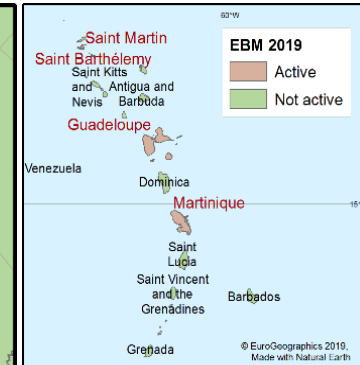 60°W
Saint Martin
Saint Barthélemy
Saint Kitts
and
Nevis
Antigua and
Barbuda
Guadeloupe
Venezuela
Dominica
Martinique
15°
Saint
Lucia
Saint Vincent
and the
Grenadines
Barbados
Grenada
EBM 2019
Active
Not active
© EuroGeographics 2019,
Made with Natural Earth